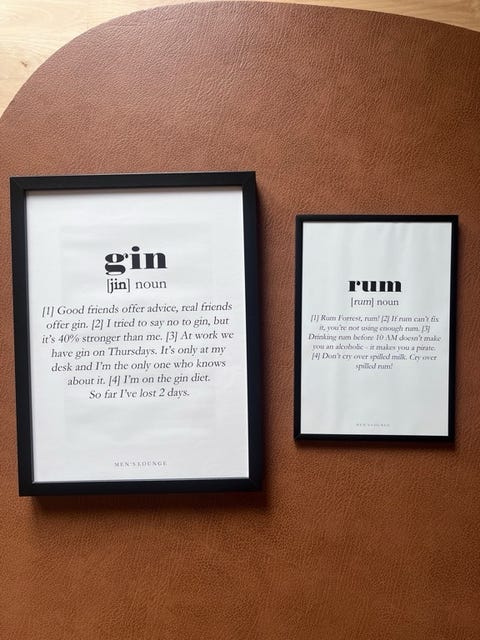 gin
[jin] noun
[1] Good friends offer advice, real friends
offer gin. [2] I tried to say no to gin, but
it's 40% stronger than me. [3] At work we
have gin on Thursdays. It's only at my
desk and I'm the only one who knows
about it. [4] I'm on the gin diet.
So far I've lost 2 days.
MEN'S LOUNGE
rum
[rum] noun
[1] Rum Forrest, rum! [2] If rum can't fix
it, you're not using enough rum. [3]
Drinking rum before 10 AM doesn't make
you an alcoholic - it makes you a pirate.
[4] Don't cry over spilled milk. Cry over
spilled rum!
MEN'S LOUNGE